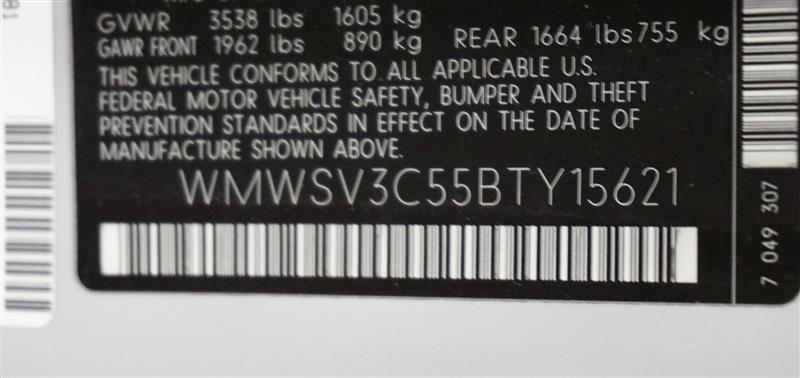 GVWR 3538 lbs 1605 kg
GAWR FRONT 1962 lbs 890 kg REAR 1664 lbs 755 kg
THIS VEHICLE CONFORMS TO ALL APPLICABLE U.S.
FEDERAL MOTOR VEHICLE SAFETY, BUMPER AND THEFT
PREVENTION STANDARDS IN EFFECT ON THE DATE OF
MANUFACTURE SHOWN ABOVE.
WMWSV3C55BTY15621
7 049 307